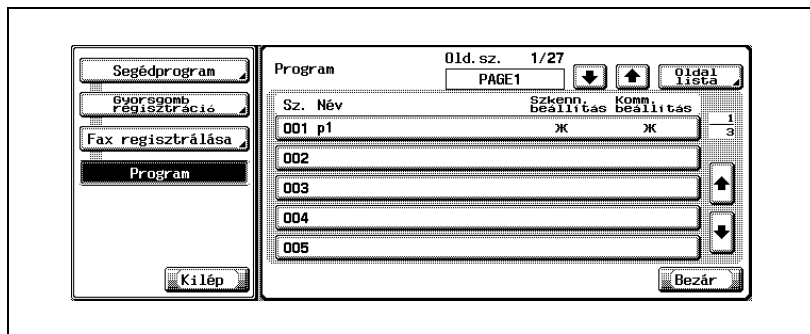 Segédprogram
Gyorsgomb
regisztráció
Fax regisztrálása
Program
Kilép
Program
Old. sz. 1/27
PAGE1
Oldal
lista
Sz. Név
Szkenn. Komm.
beállítás beállítás
001 p1 Ж Ж
1
3
002
003
004
005
Bezár